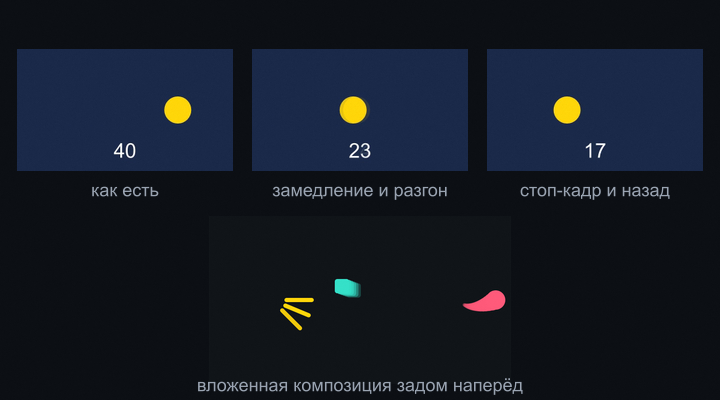 40
23
17
как есть
замедление и разгон
стоп-кадр и назад
вложенная композиция задом наперёд